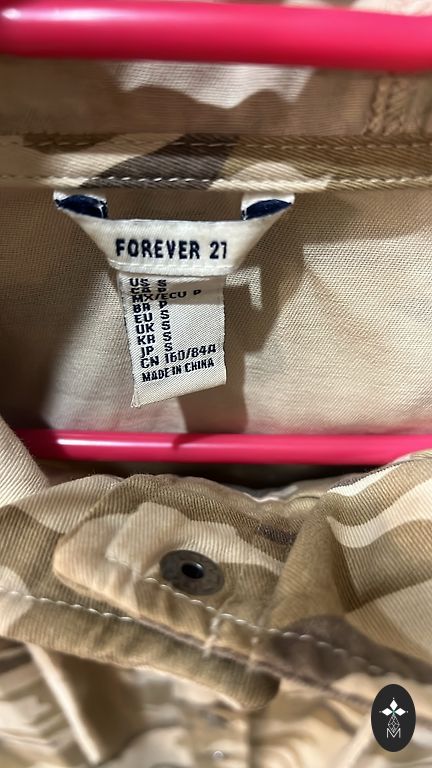 FOREVER 21
US S
CA P
MX/ECU P
BR P
EU S
UK S
KR S
JP S
CN 160/84A
MADE IN CHINA